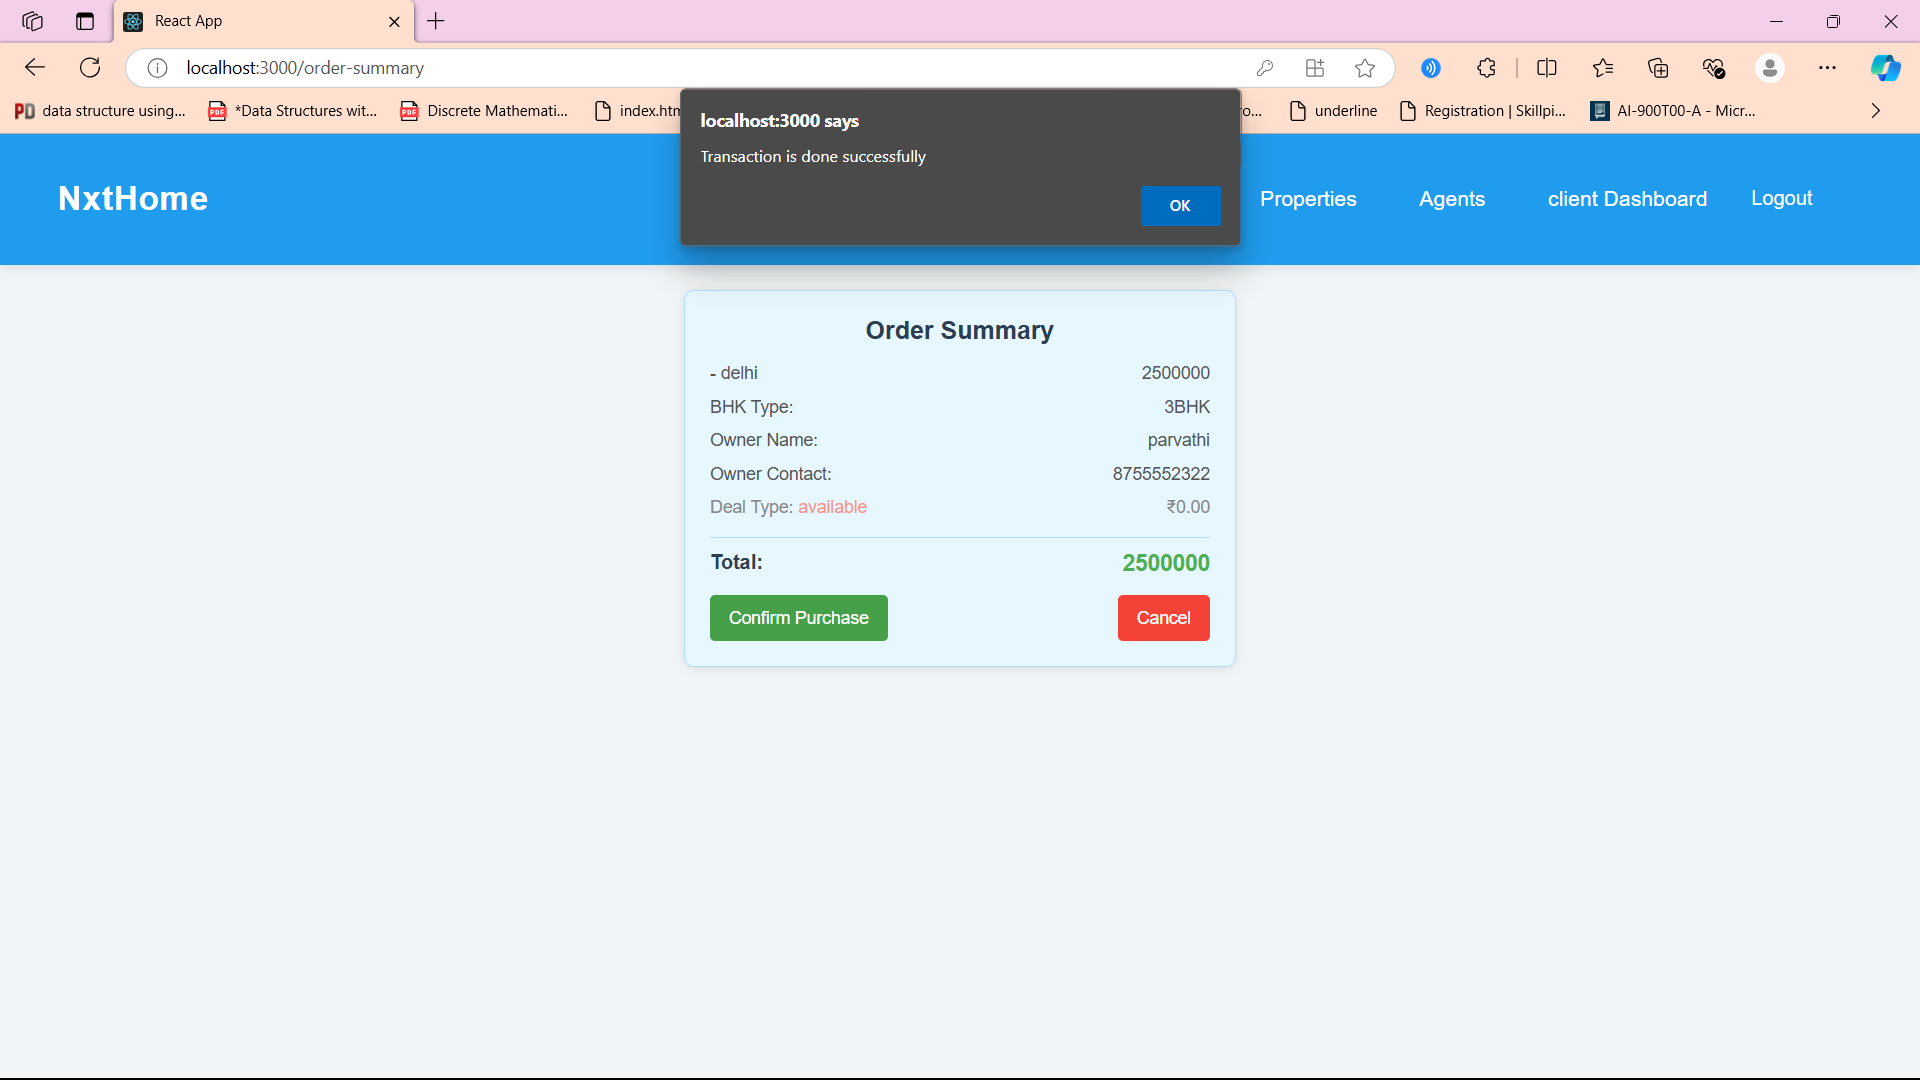 React App
localhost:3000/order-summary
data structure using... *Data Structures wit... Discrete Mathemati... underline Registration | Skillpi... AI-900T00-A - Micr...
localhost:3000 says
Transaction is done successfully
OK
NxtHome Properties Agents client Dashboard Logout
Order Summary
- delhi 2500000
BHK Type: 3BHK
Owner Name: parvathi
Owner Contact: 8755552322
Deal Type: available ₹0.00
Total: 2500000
Confirm Purchase Cancel